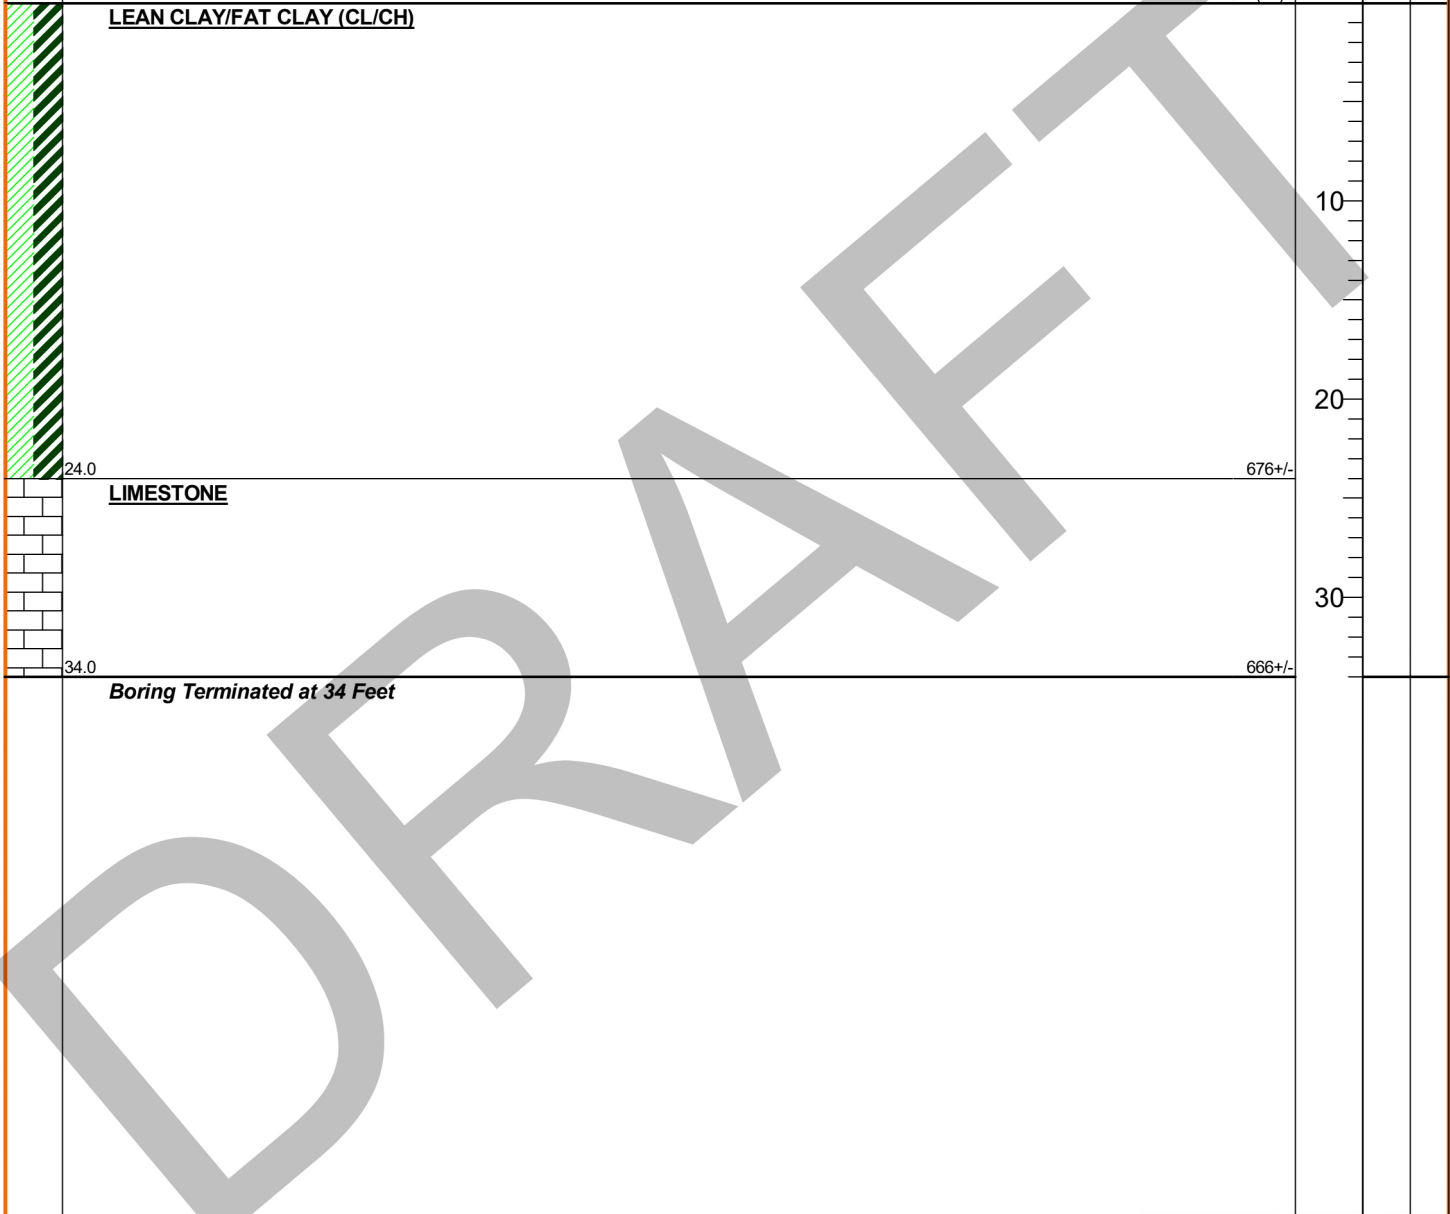 LEAN CLAY/FAT CLAY (CL/CH)
10
20
24.0 676+/-
LIMESTONE
30
34.0 666+/-
Boring Terminated at 34 Feet
DRAFT